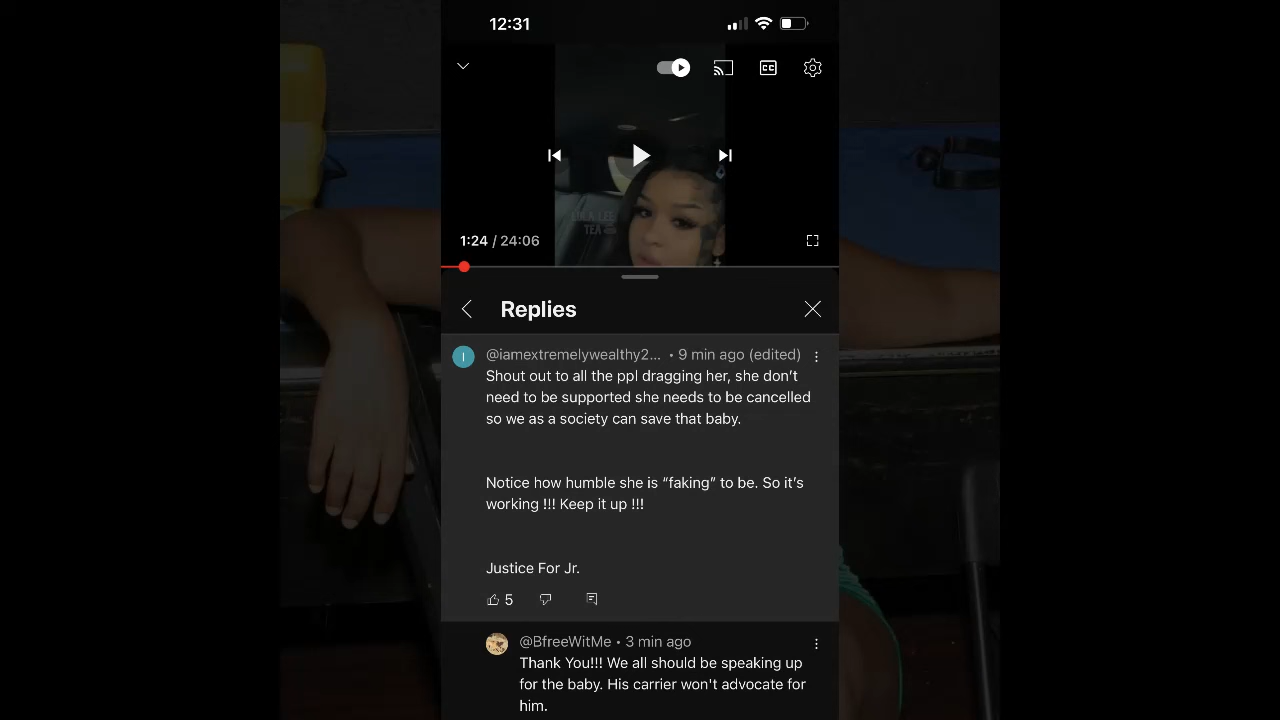 12:31
LULA LEE
TEA
1:24 / 24:06
Replies
I
@iamextremelywealthy2... • 9 min ago (edited)
Shout out to all the ppl dragging her, she don’t
need to be supported she needs to be cancelled
so we as a society can save that baby.
Notice how humble she is “faking” to be. So it’s
working !!! Keep it up !!!
Justice For Jr.
5
@BfreeWitMe • 3 min ago
Thank You!!! We all should be speaking up
for the baby. His carrier won't advocate for
him.